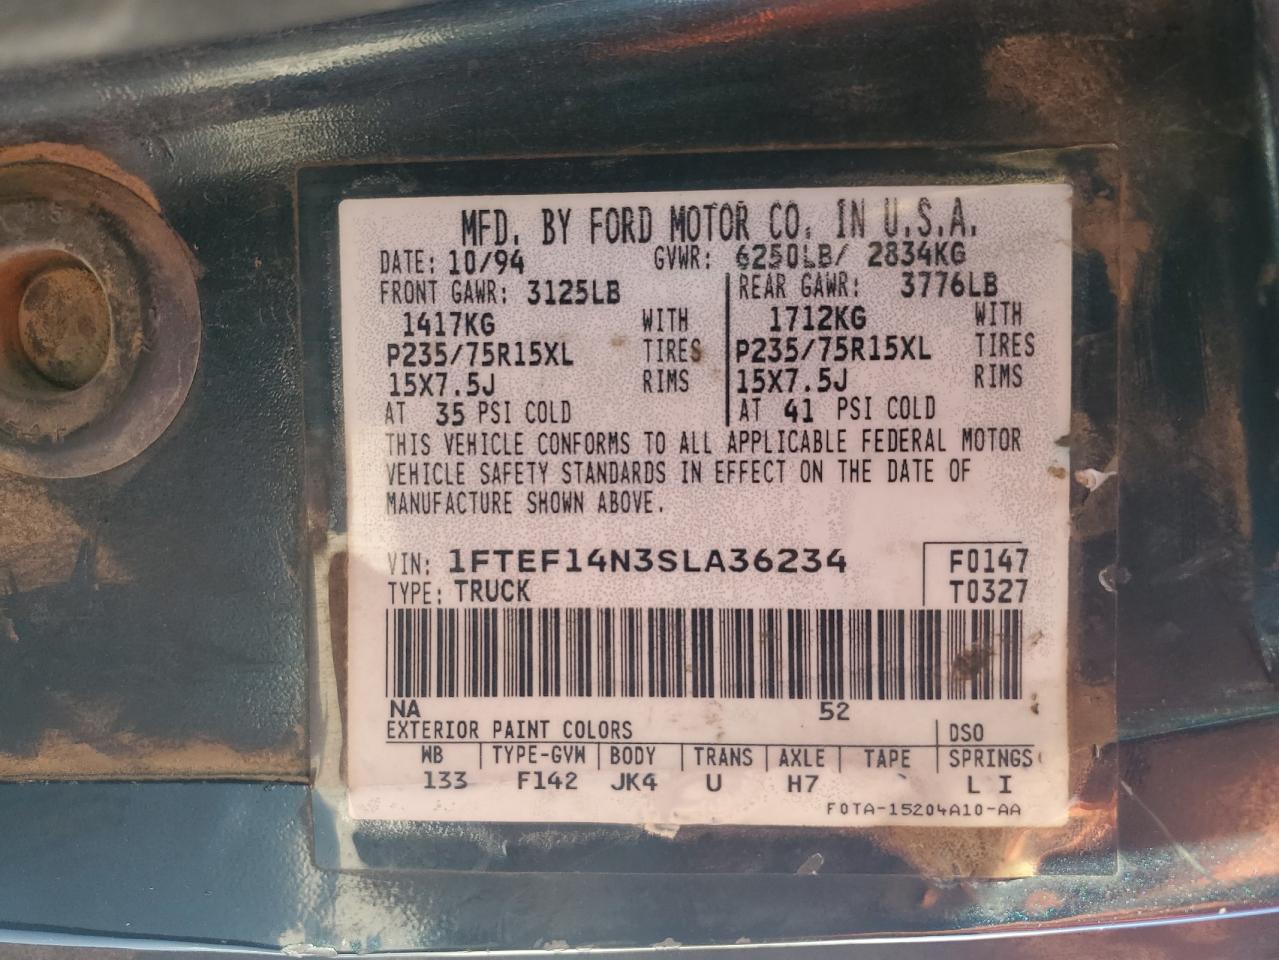 MFD. BY FORD MOTOR CO. IN U.S.A.
DATE: 10/94 GVWR: 6250LB/ 2834KG
FRONT GAWR: 3125LB REAR GAWR: 3776LB
1417KG WITH 1712KG WITH
P235/75R15XL TIRES P235/75R15XL TIRES
15X7.5J RIMS 15X7.5J RIMS
AT 35 PSI COLD AT 41 PSI COLD
THIS VEHICLE CONFORMS TO ALL APPLICABLE FEDERAL MOTOR
VEHICLE SAFETY STANDARDS IN EFFECT ON THE DATE OF
MANUFACTURE SHOWN ABOVE.
VIN: 1FTEF14N3SLA36234 F0147
TYPE: TRUCK T0327
NA 52
EXTERIOR PAINT COLORS DSO
WB TYPE-GVW BODY TRANS AXLE TAPE SPRINGS
133 F142 JK4 U H7 L I
F0TA-15204A10-AA